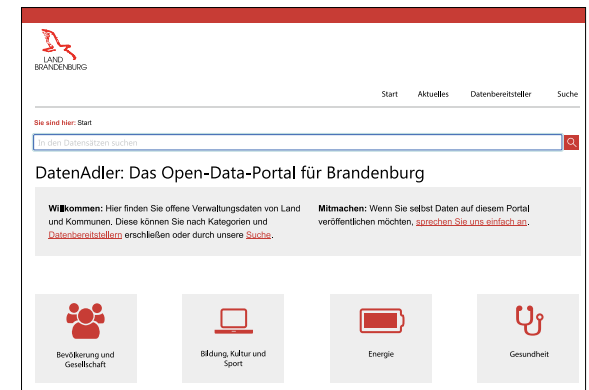 LAND
BRANDENBURG
Start Aktuelles Datenbereitsteller Suche
Sie sind hier: Start
In den Datensätzen suchen
DatenAdler: Das Open-Data-Portal für Brandenburg
Willkommen: Hier finden Sie offene Verwaltungsdaten von Land
und Kommunen. Diese können Sie nach Kategorien und
Datenbereitstellern erschließen oder durch unsere Suche.
Mitmachen: Wenn Sie selbst Daten auf diesem Portal
veröffentlichen möchten, sprechen Sie uns einfach an.
Bevölkerung und
Gesellschaft
Bildung, Kultur und
Sport
Energie
Gesundheit